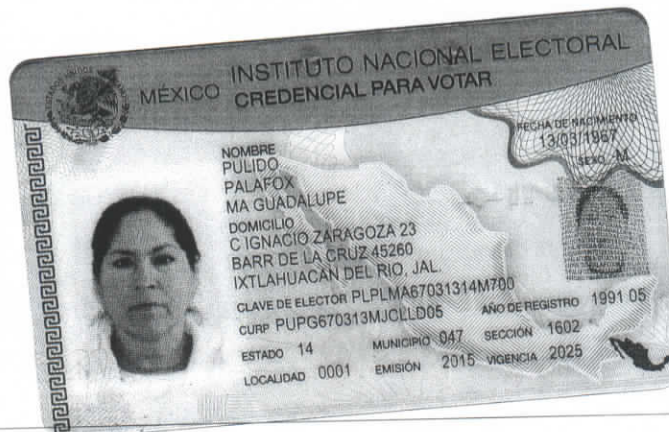 MÉXICO INSTITUTO NACIONAL ELECTORAL
CREDENCIAL PARA VOTAR
NOMBRE
PULIDO
PALAFOX
MA GUADALUPE
FECHA DE NACIMIENTO
13/03/1967
SEXO M
DOMICILIO
C IGNACIO ZARAGOZA 23
BARR DE LA CRUZ 45260
IXTLAHUACAN DEL RIO, JAL.
CLAVE DE ELECTOR PLPLMA67031314M700
CURP PUPG670313MJCLLD05 AÑO DE REGISTRO 1991 05
ESTADO 14 MUNICIPIO 047 SECCIÓN 1602
LOCALIDAD 0001 EMISIÓN 2015 VIGENCIA 2025